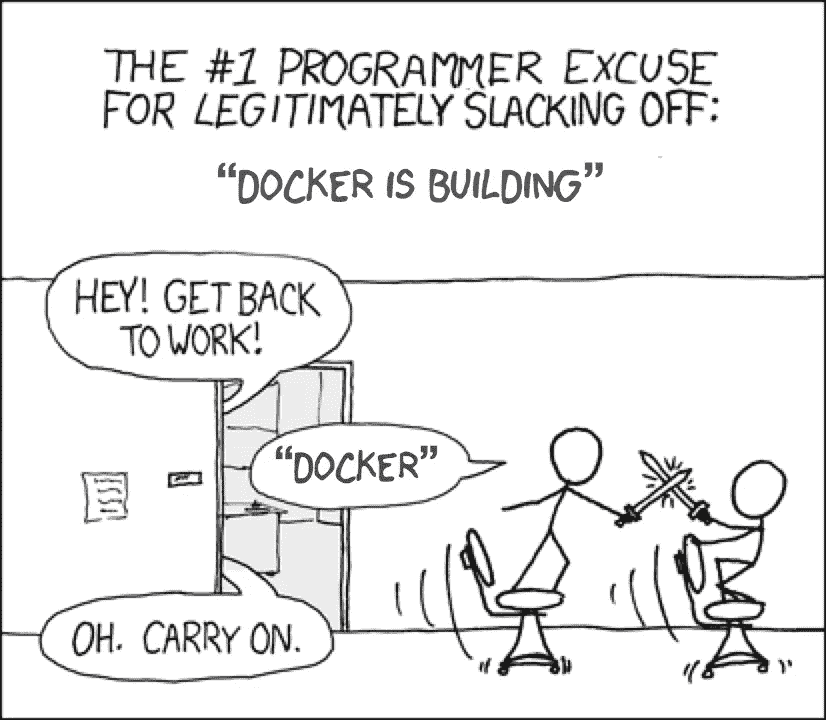 THE #1 PROGRAMMER EXCUSE
FOR LEGITIMATELY SLACKING OFF:
“DOCKER IS BUILDING”
HEY! GET BACK
TO WORK!
“DOCKER”
OH. CARRY ON.